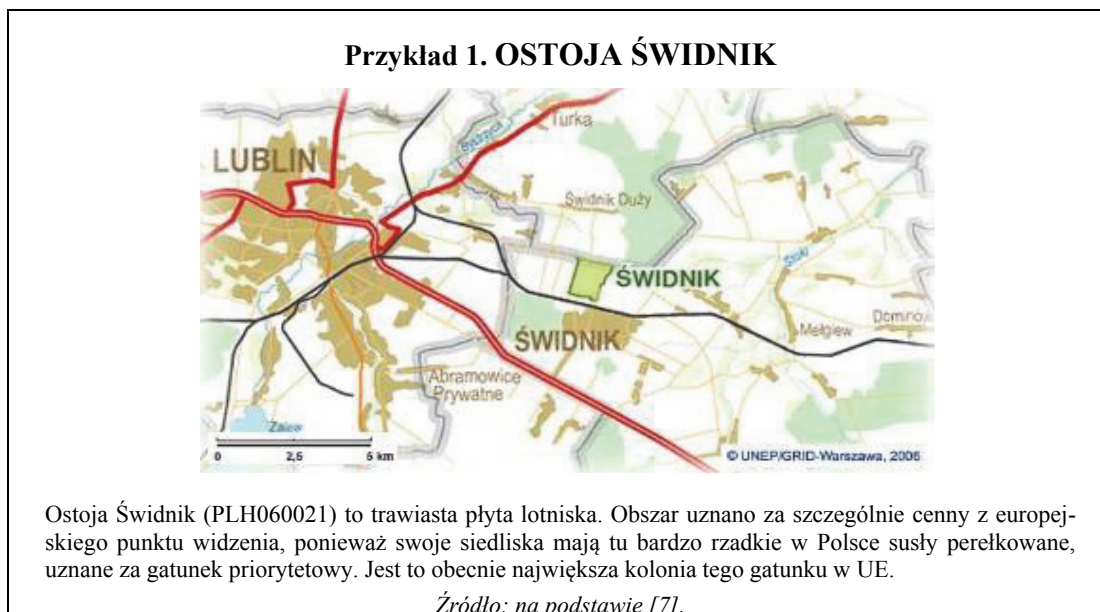 Przykład 1. OSTOJA ŚWIDNIK
Turka
Bystrzyca
LUBLIN
Świdnik Duży
Stoki
ŚWIDNIK
ŚWIDNIK
Mełgiew
Dominów
Abramowice
Prywatne
Zalew
0 2,5 5 km
© UNEP/GRID-Warszawa, 2006
Ostoja Świdnik (PLH060021) to trawiasta płyta lotniska. Obszar uznano za szczególnie cenny z europej-
skiego punktu widzenia, ponieważ swoje siedliska mają tu bardzo rzadkie w Polsce susły perełkowane,
uznane za gatunek priorytetowy. Jest to obecnie największa kolonia tego gatunku w UE.
Źródło: na podstawie [7].